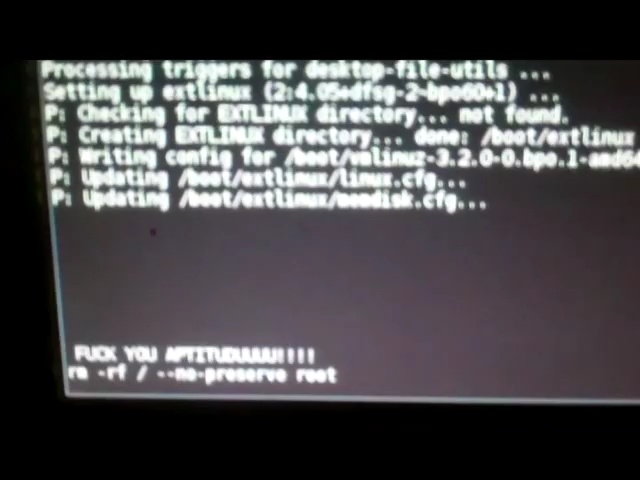 Processing triggers for desktop-file-utils ...
Setting up extlinux (2:4.05+dfsg-2~bpo60+1) ...
P: Checking for EXTLINUX directory... not found.
P: Creating EXTLINUX directory... done: /boot/extlinux
P: Writing config for /boot/vmlinuz-3.2.0-0.bpo.1-amd64
P: Updating /boot/extlinux/linux.cfg...
P: Updating /boot/extlinux/memdisk.cfg...
FUCK YOU APTITUDUUUU!!!!
rm -rf / --no-preserve root